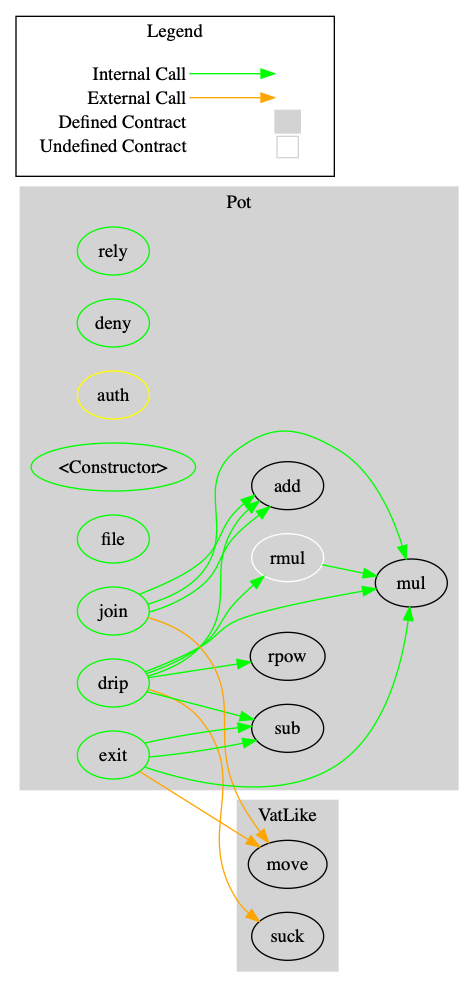 Legend
Internal Call
External Call
Defined Contract
Undefined Contract
Pot
rely
deny
auth
<Constructor>
add
file
rmul
mul
join
rpow
drip
sub
exit
VatLike
move
suck